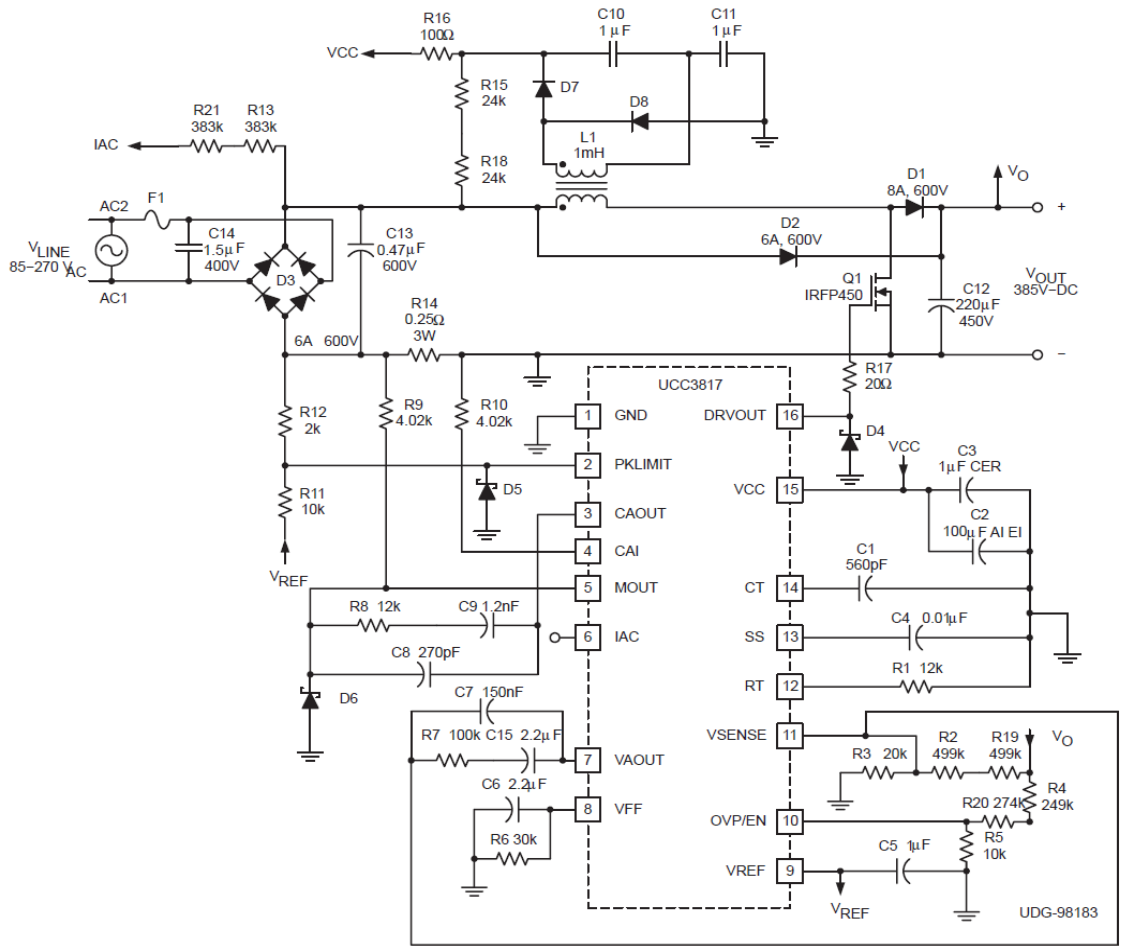 R16
100Ω
VCC
C10
1μF
C11
1μF
D7
D8
R15
24k
R18
24k
L1
1mH
R21
383k
R13
383k
IAC
AC2
F1
VLINE
85−270 VAC
AC1
C14
1.5μF
400V
D3
6A 600V
C13
0.47μF
600V
R14
0.25Ω
3W
D1
8A, 600V
VO
+
D2
6A, 600V
Q1
IRFP450
VOUT
385V−DC
C12
220μF
450V
−
R17
20Ω
D4
R12
2k
R9
4.02k
R10
4.02k
R11
10k
VREF
D5
UCC3817
1
GND
2
PKLIMIT
3
CAOUT
4
CAI
5
MOUT
6
IAC
7
VAOUT
8
VFF
16
DRVOUT
15
VCC
14
CT
13
SS
12
RT
11
VSENSE
10
OVP/EN
9
VREF
VCC
C3
1μF CER
C2
100μF AI EI
C1
560pF
C4 0.01μF
R1 12k
R8 12k
C9 1.2nF
C8 270pF
D6
C7 150nF
R7 100k
C15 2.2μF
C6 2.2μF
R6 30k
R3 20k
R2
499k
R19
499k
VO
R4
249k
R20 274k
R5
10k
C5 1μF
VREF
UDG-98183